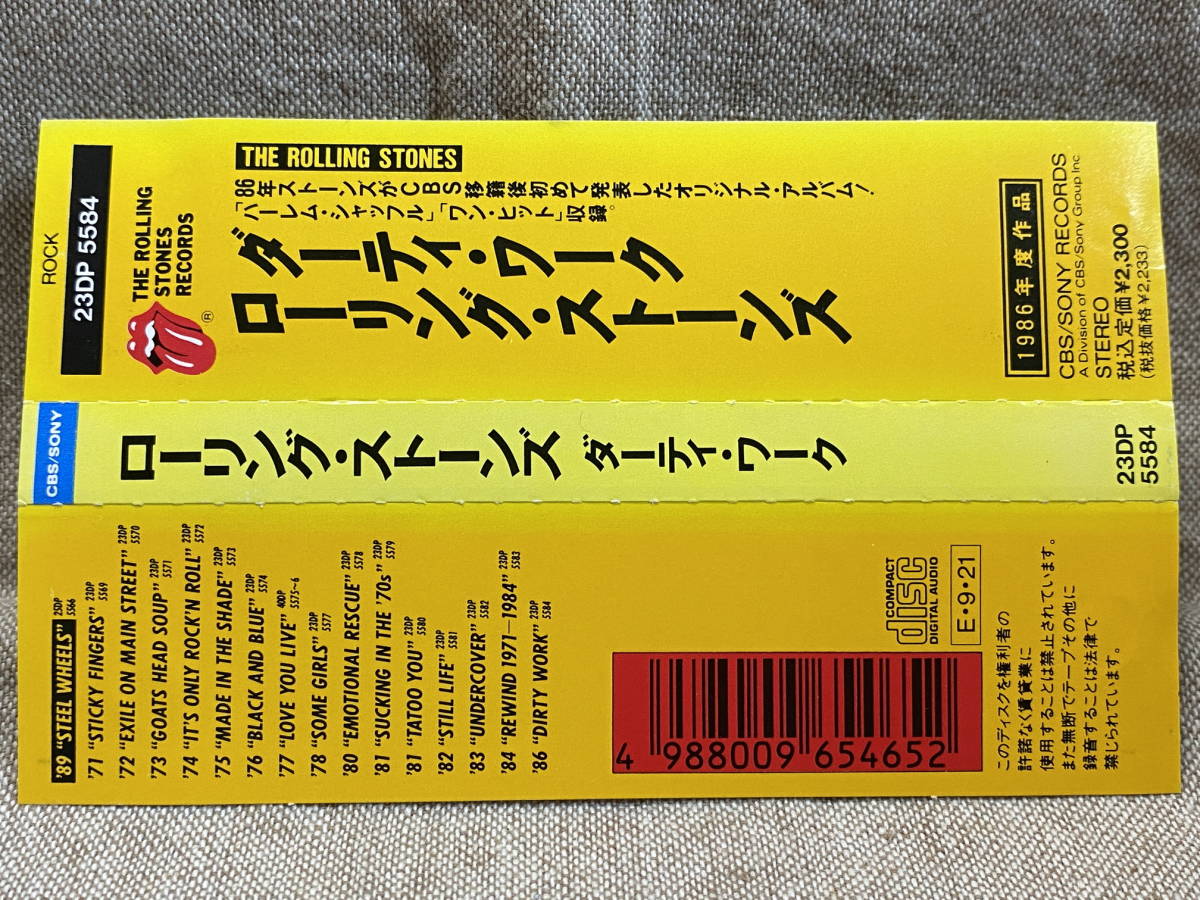 ROCK
23DP 5584
THE ROLLING
STONES
RECORDS
®
THE ROLLING STONES
'86年ストーンズがCBS移籍後初めて発表したオリジナル・アルバム!
「ハーレム・シャッフル」、「ワン・ヒット」収録。
ダーティ・ワーク
ローリング・ストーンズ
1986年度作品
CBS/SONY RECORDS
A Division of CBS/Sony Group Inc
STEREO
税込定価¥2,300
(税抜価格¥2,233)
CBS/SONY
ローリング・ストーンズ ダーティ・ワーク
23DP
5584
'89 "STEEL WHEELS" 25DP 5566
'71 "STICKY FINGERS" 23DP 5569
'72 "EXILE ON MAIN STREET" 23DP 5570
'73 "GOATS HEAD SOUP" 23DP 5571
'74 "IT'S ONLY ROCK'N ROLL" 23DP 5572
'75 "MADE IN THE SHADE" 23DP 5573
'76 "BLACK AND BLUE" 23DP 5574
'77 "LOVE YOU LIVE" 40DP 5575~6
'78 "SOME GIRLS" 23DP 5577
'80 "EMOTIONAL RESCUE" 23DP 5578
'81 "SUCKING IN THE '70s" 23DP 5579
'81 "TATOO YOU" 23DP 5580
'82 "STILL LIFE" 23DP 5581
'83 "UNDERCOVER" 23DP 5582
'84 "REWIND 1971—1984" 23DP 5583
'86 "DIRTY WORK" 23DP 5584
4 988009 654652
COMPACT
disc
DIGITAL AUDIO
E・9・21
このディスクを権利者の
許諾なく賃貸業に
使用することは禁止されています。
また無断でテープその他に
録音することは法律で
禁じられています。